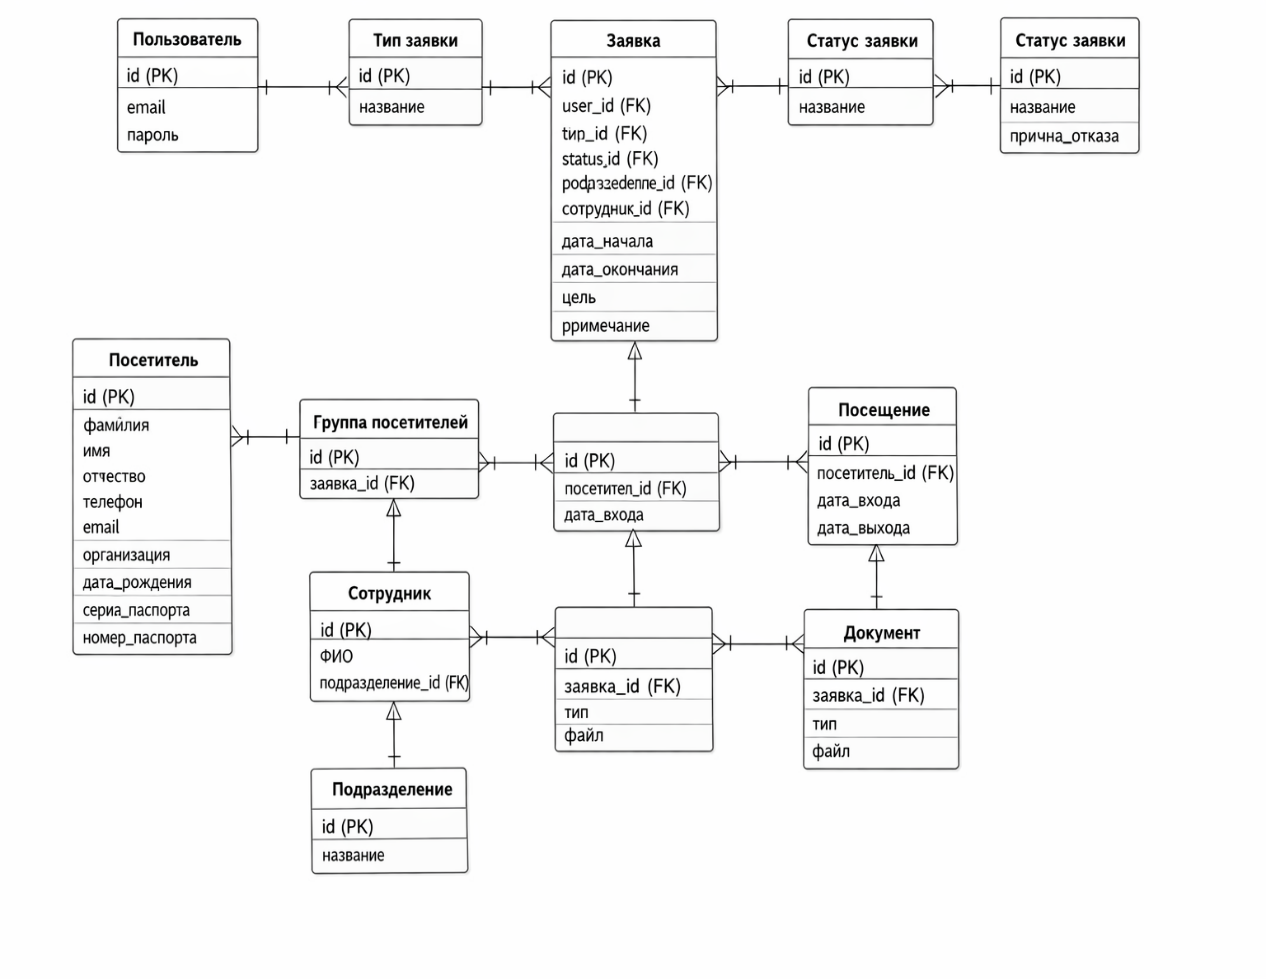 Пользователь
id (PK)
email
пароль
Тип заявки
id (PK)
название
Заявка
id (PK)
user_id (FK)
тир_id (FK)
status_id (FK)
сотрудник_id (FK)
дата_начала
дата_окончания
цель
рримечание
Статус заявки
id (PK)
название
Статус заявки
id (PK)
название
прична_отказа
Посетитель
id (PK)
фамйлия
имя
отчество
телефон
email
организация
дата_рождения
сериа_паспорта
номер_паспорта
Группа посетителей
id (PK)
заявка_id (FK)
id (PK)
посетител_id (FK)
дата_входа
Посещение
id (PK)
посетитель_id (FK)
дата_входа
дата_выхода
Сотрудник
id (PK)
ФИО
подразделение_id (FK)
id (PK)
заявка_id (FK)
тип
файл
Документ
id (PK)
заявка_id (FK)
тип
файл
Подразделение
id (PK)
название